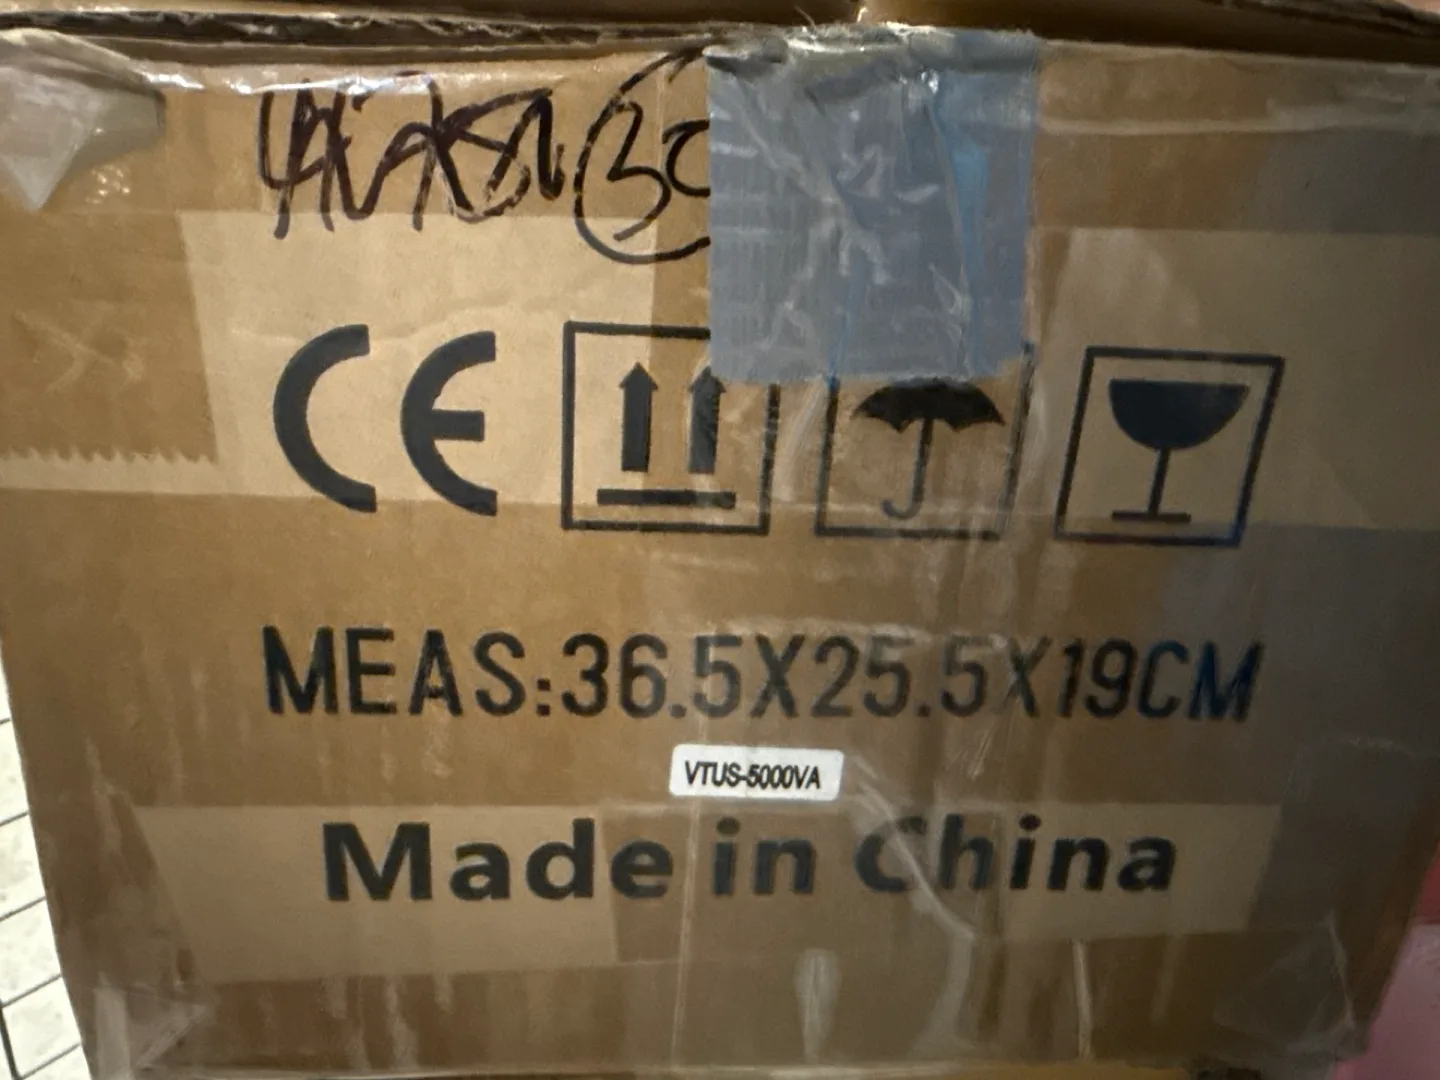 CE
MEAS:36.5X25.5X19CM
VTUS-5000VA
Made in China